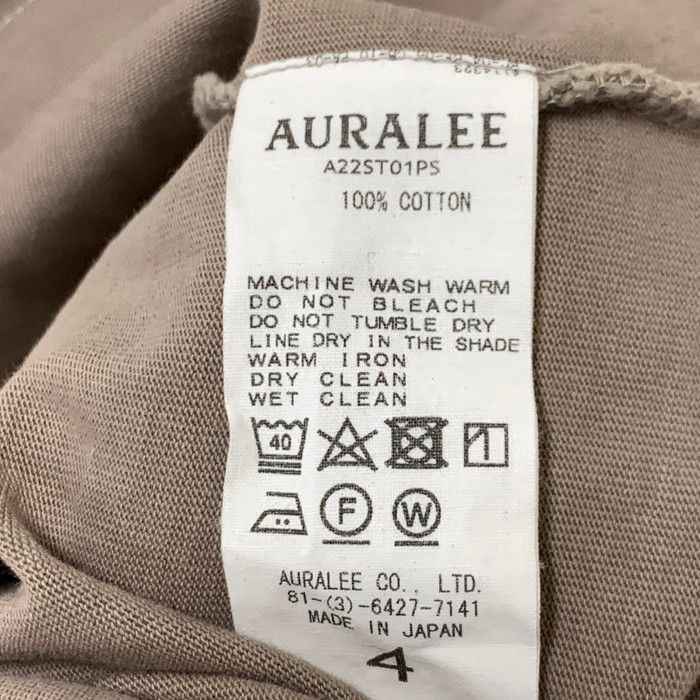 AURALEE
A22ST01PS
100% COTTON
MACHINE WASH WARM
DO NOT BLEACH
DO NOT TUMBLE DRY
LINE DRY IN THE SHADE
WARM IRON
DRY CLEAN
WET CLEAN
40
F W
AURALEE CO., LTD.
81-(3)-6427-7141
MADE IN JAPAN
4